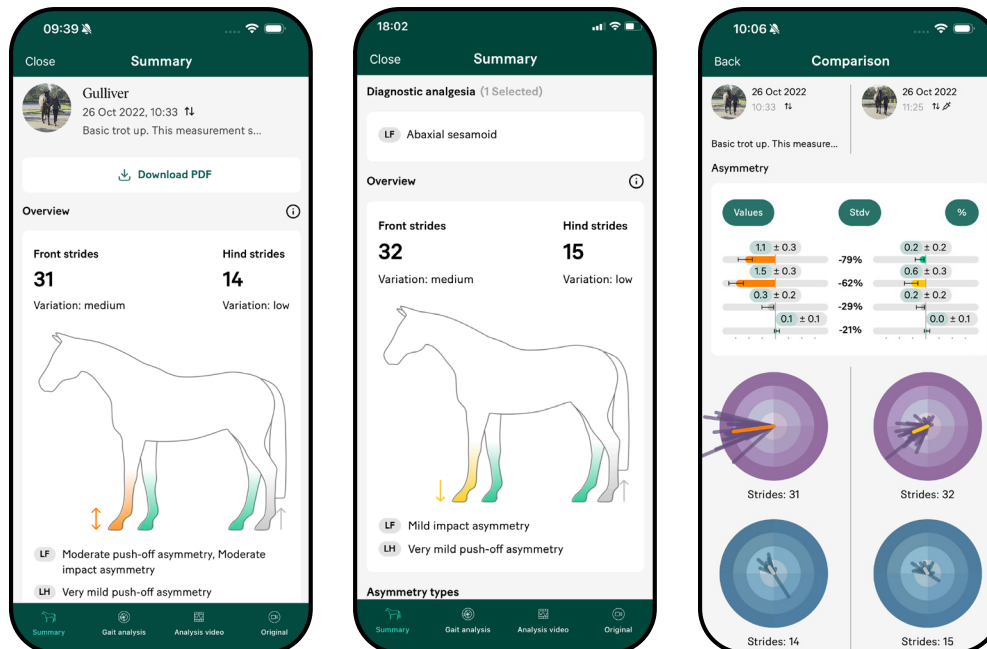 09:39
Close
Summary
Gulliver
26 Oct 2022, 10:33
Basic trot up. This measurement s...
Download PDF
Overview
Front strides
Hind strides
31
14
Variation: medium
Variation: low
LF Moderate push-off asymmetry, Moderate
impact asymmetry
LH Very mild push-off asymmetry
Summary
Gait analysis
Analysis video
Original
18:02
Close
Summary
Diagnostic analgesia (1 Selected)
LF Abaxial sesamoid
Overview
Front strides
Hind strides
32
15
Variation: medium
Variation: low
LF Mild impact asymmetry
LH Very mild push-off asymmetry
Asymmetry types
Summary
Gait analysis
Analysis video
Original
10:06
Back
Comparison
26 Oct 2022
10:33
26 Oct 2022
11:25
Basic trot up. This measure...
Asymmetry
Values
Stdv
%
1.1 ± 0.3
-79%
0.2 ± 0.2
1.5 ± 0.3
-62%
0.6 ± 0.3
0.3 ± 0.2
-29%
0.2 ± 0.2
0.1 ± 0.1
-21%
0.0 ± 0.1
Strides: 31
Strides: 32
Strides: 14
Strides: 15